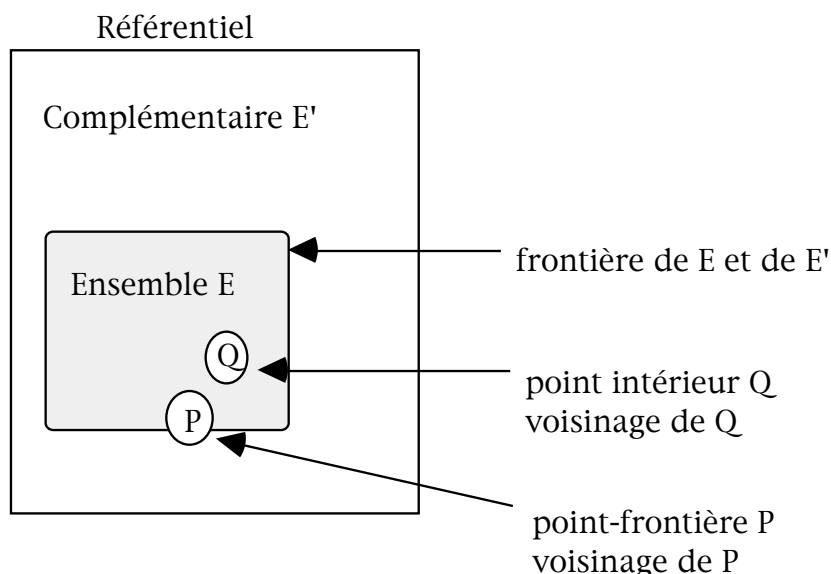 Référentiel
Complémentaire E'
Ensemble E
frontière de E et de E'
Q
point intérieur Q
voisinage de Q
P
point-frontière P
voisinage de P